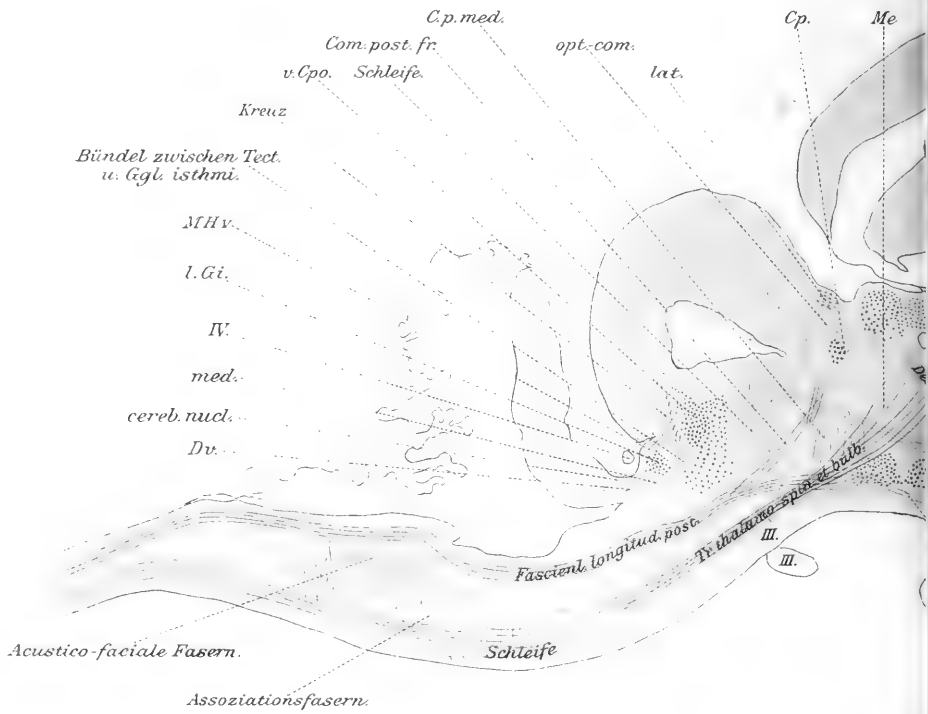 C.p.med.
Cp.
Me
Com.post.fr.
opt.-com.
v.Cpo.
Schleife.
lat.
Kreuz
Bündel zwischen Tect.
u. Ggl. isthmi.
MHv.
l. Gi.
IV.
med.
cereb. nucl.
Dv.
Fascienl. longitud. post.
Tr. thalamo-spin. et bulb.
III.
III.
Acustico-faciale Fasern.
Schleife
Assoziationsfasern.